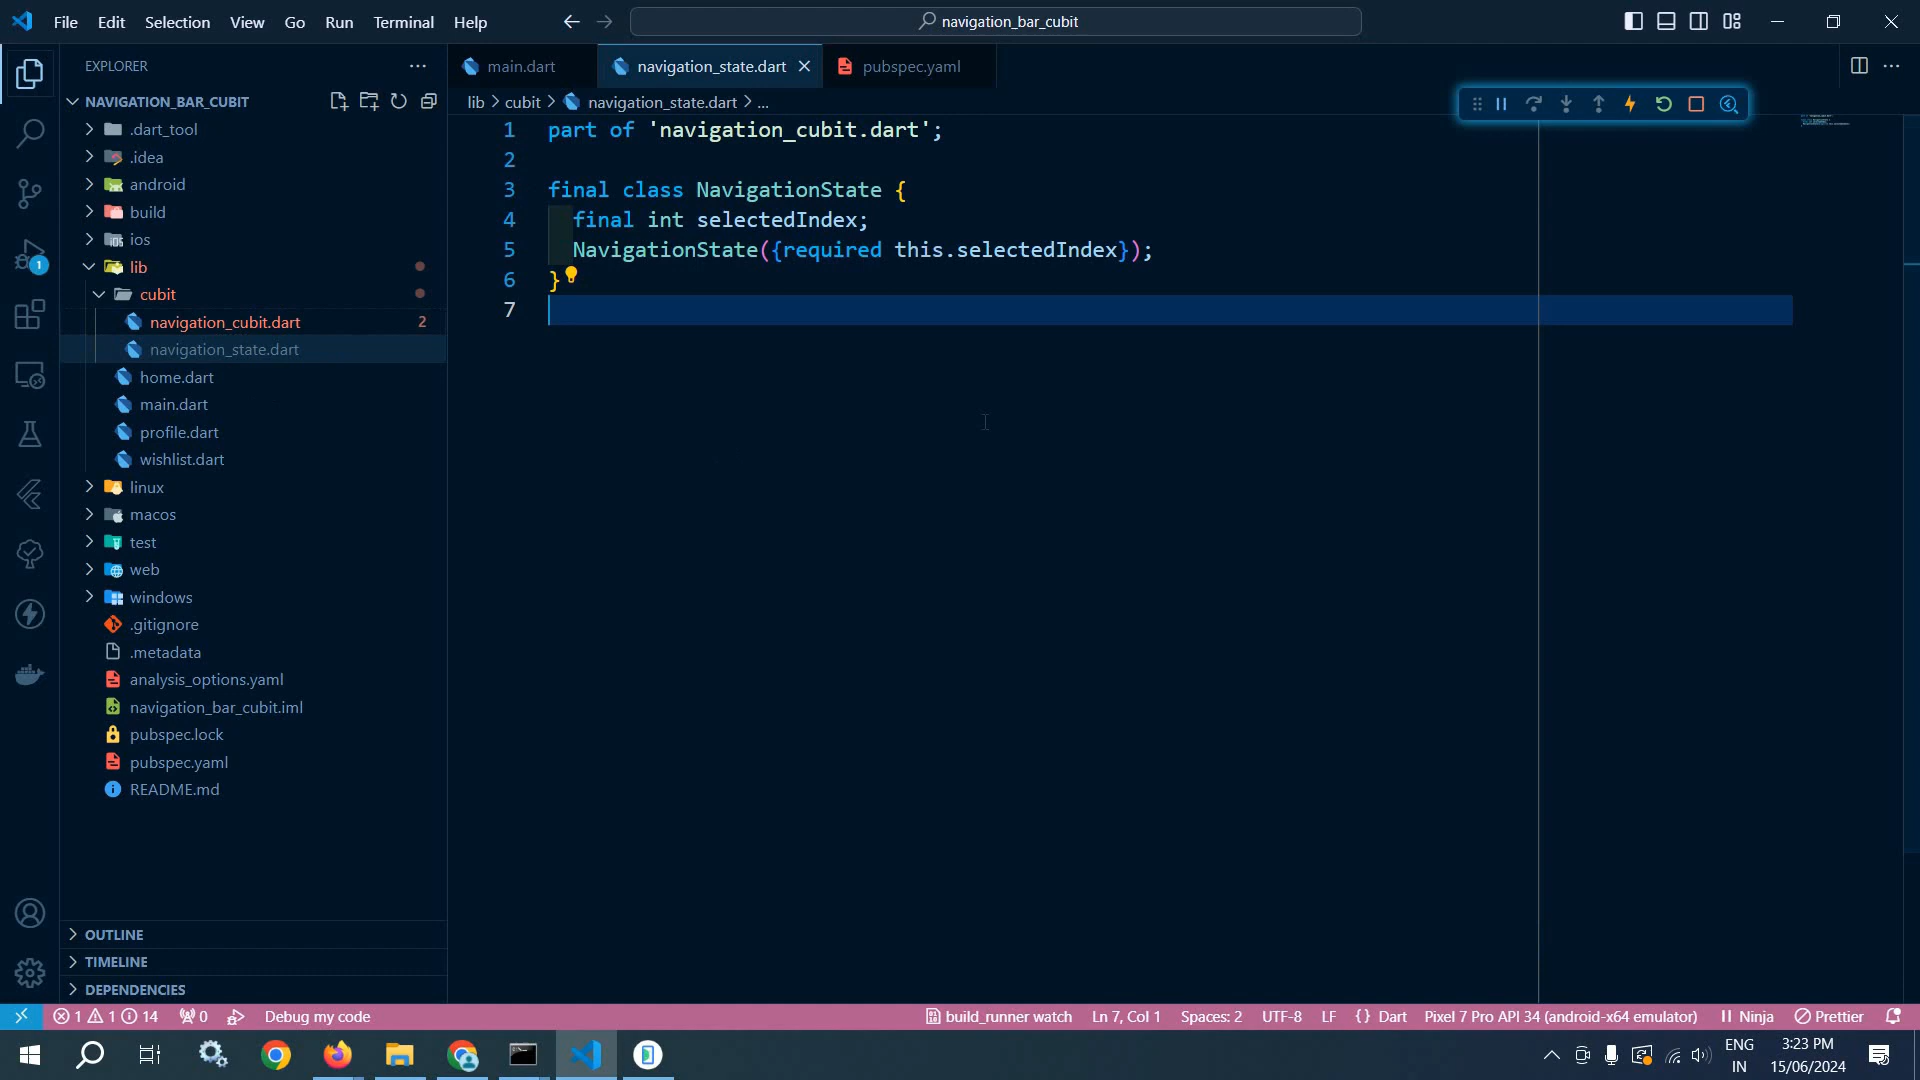 File Edit Selection View Go Run Terminal Help
navigation_bar_cubit
EXPLORER
main.dart
navigation_state.dart
pubspec.yaml
NAVIGATION_BAR_CUBIT
lib > cubit > navigation_state.dart > ...
.dart_tool
.idea
android
build
ios
lib
cubit
navigation_cubit.dart 2
navigation_state.dart
home.dart
main.dart
profile.dart
wishlist.dart
linux
macos
test
web
windows
.gitignore
.metadata
analysis_options.yaml
navigation_bar_cubit.iml
pubspec.lock
pubspec.yaml
README.md
OUTLINE
TIMELINE
DEPENDENCIES
1
1 part of 'navigation_cubit.dart';
2
3 final class NavigationState {
4 final int selectedIndex;
5 NavigationState({required this.selectedIndex});
6 }
7
1 1 14 0 Debug my code
build_runner watch Ln 7, Col 1 Spaces: 2 UTF-8 LF {} Dart Pixel 7 Pro API 34 (android-x64 emulator) Ninja Prettier
ENG
IN
3:23 PM
15/06/2024